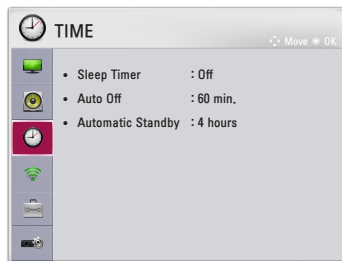 TIME
Move OK
• Sleep Timer : Off
• Auto Off : 60 min.
• Automatic Standby : 4 hours